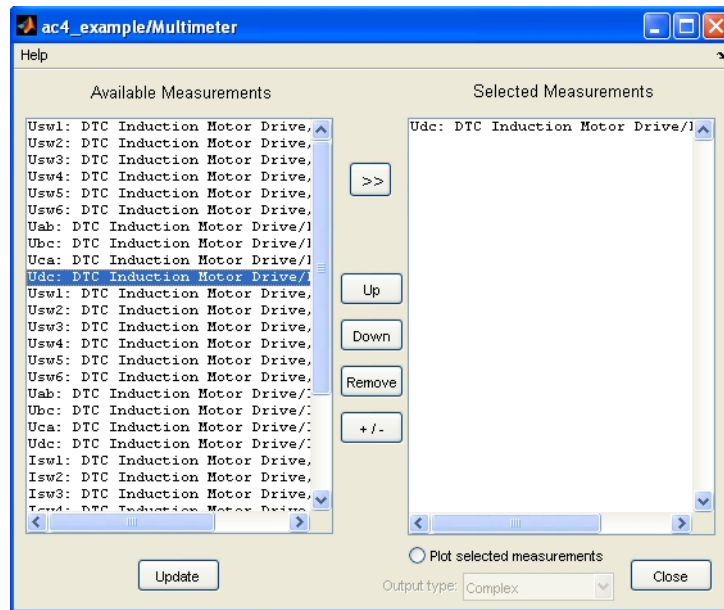 ac4_example/Multimeter
Help
Available Measurements
Selected Measurements
Usw1: DTC Induction Motor Drive,
Usw2: DTC Induction Motor Drive,
Usw3: DTC Induction Motor Drive,
Usw4: DTC Induction Motor Drive,
Usw5: DTC Induction Motor Drive,
Usw6: DTC Induction Motor Drive,
Uab: DTC Induction Motor Drive/
Ubc: DTC Induction Motor Drive/
Uca: DTC Induction Motor Drive/
Udc: DTC Induction Motor Drive/
Usw1: DTC Induction Motor Drive,
Usw2: DTC Induction Motor Drive,
Usw3: DTC Induction Motor Drive,
Usw4: DTC Induction Motor Drive,
Usw5: DTC Induction Motor Drive,
Usw6: DTC Induction Motor Drive,
Uab: DTC Induction Motor Drive/
Ubc: DTC Induction Motor Drive/
Uca: DTC Induction Motor Drive/
Udc: DTC Induction Motor Drive/
Isw1: DTC Induction Motor Drive,
Isw2: DTC Induction Motor Drive,
Isw3: DTC Induction Motor Drive,
Isw4: DTC Induction Motor Drive
>>
Up
Down
Remove
+ / -
Udc: DTC Induction Motor Drive/
Plot selected measurements
Output type: Complex
Update
Close